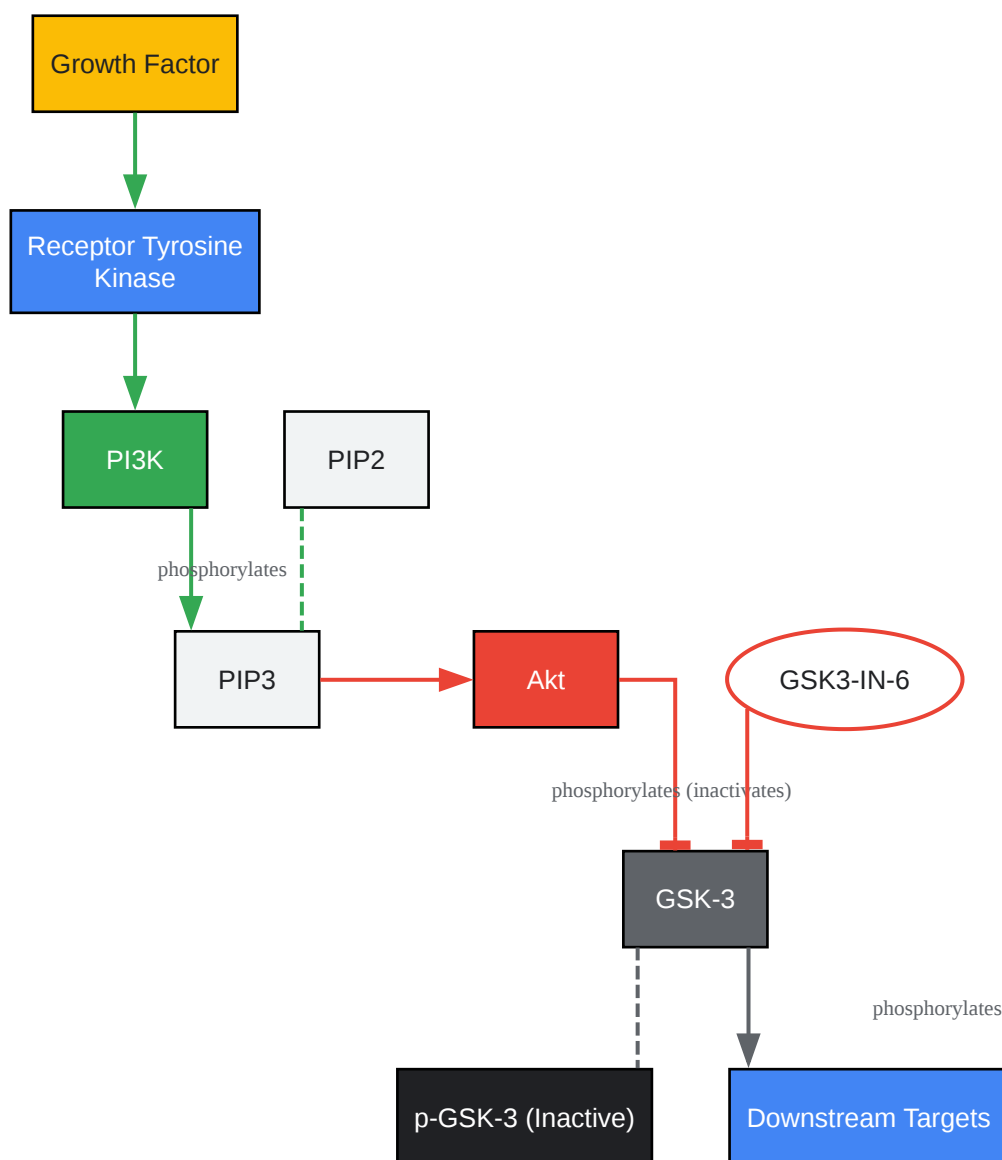 Growth Factor
Receptor Tyrosine
Kinase
PI3K
PIP2
phosphorylates
PIP3
Akt
GSK3-IN-6
phosphorylates (inactivates)
GSK-3
phosphorylates
p-GSK-3 (Inactive)
Downstream Targets